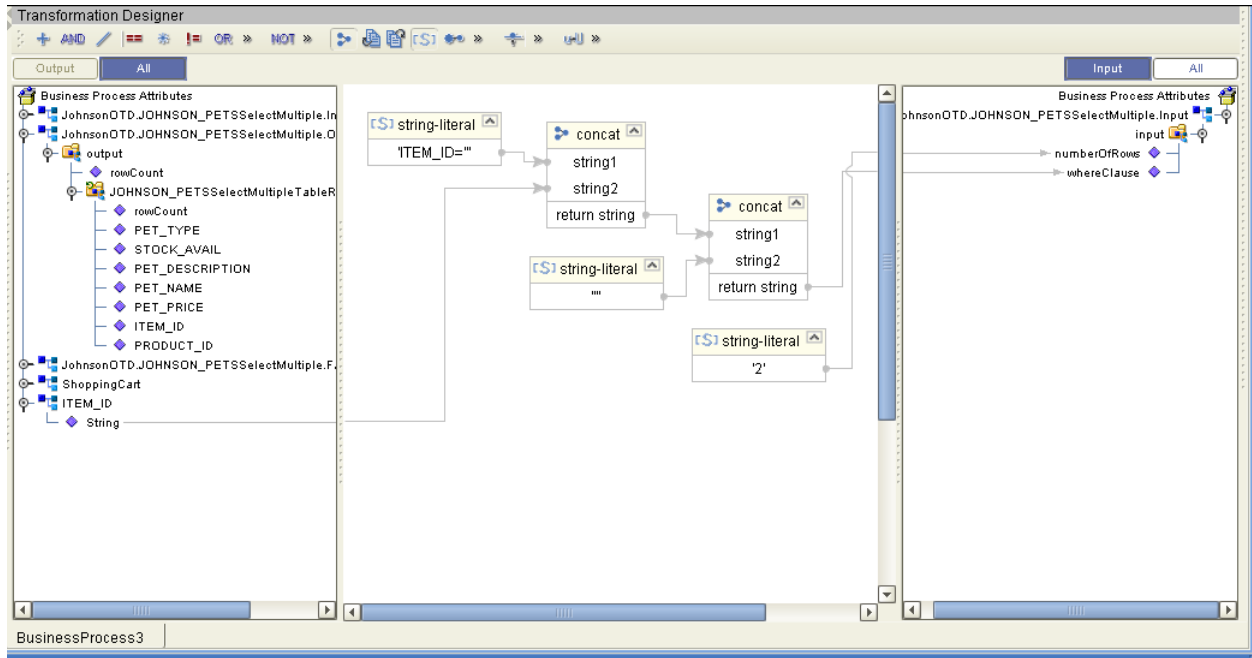 Transformation Designer
AND == != OR » NOT » [S] » » »
Output All Input All
Business Process Attributes
JohnsonOTD.JOHNSON_PETSSelectMultiple.In
JohnsonOTD.JOHNSON_PETSSelectMultiple.O
output
rowCount
JOHNSON_PETSSelectMultipleTableR
rowCount
PET_TYPE
STOCK_AVAIL
PET_DESCRIPTION
PET_NAME
PET_PRICE
ITEM_ID
PRODUCT_ID
JohnsonOTD.JOHNSON_PETSSelectMultiple.F.
ShoppingCart
ITEM_ID
String
[S] string-literal
'ITEM_ID="'
concat
string1
string2
return string
[S] string-literal
'"'
concat
string1
string2
return string
[S] string-literal
'2'
Business Process Attributes
ohnsonOTD.JOHNSON_PETSSelectMultiple.Input
input
numberOfRows
whereClause
BusinessProcess3